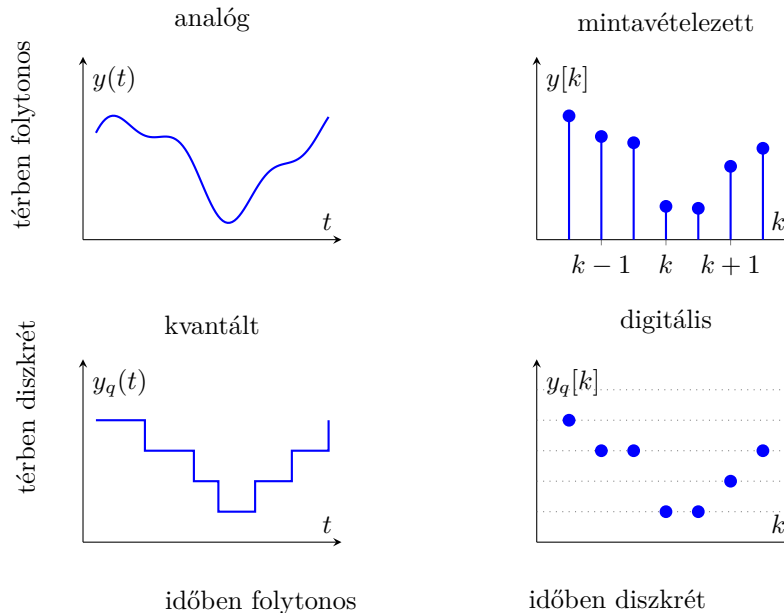 analóg
mintavételezett
térben folytonos
y(t)
t
y[k]
k
k − 1
k
k + 1
kvantált
digitális
térben diszkrét
y_q(t)
t
y_q[k]
k
időben folytonos
időben diszkrét